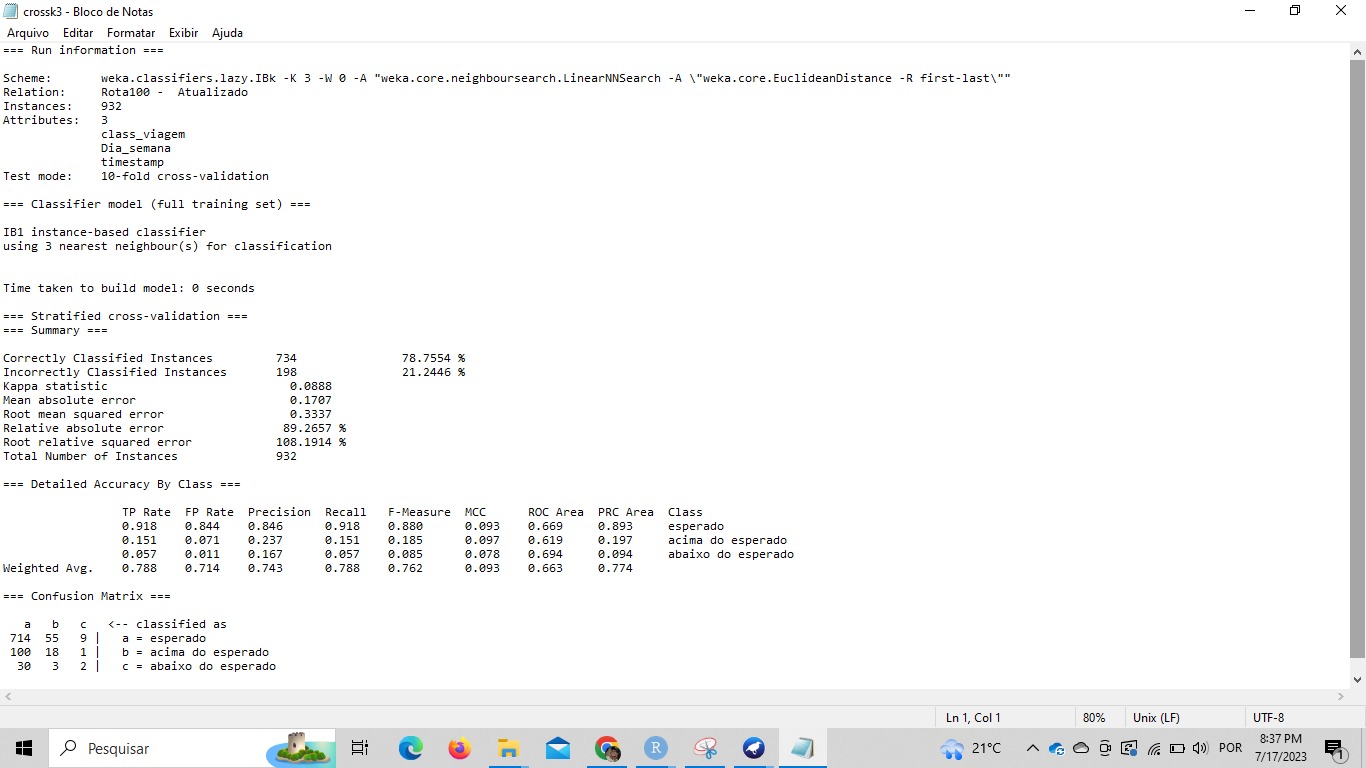 crossk3 - Bloco de Notas
Arquivo Editar Formatar Exibir Ajuda
=== Run information ===
Scheme: weka.classifiers.lazy.IBk -K 3 -W 0 -A "weka.core.neighboursearch.LinearNNSearch -A \"weka.core.EuclideanDistance -R first-last\""
Relation: Rota100 - Atualizado
Instances: 932
Attributes: 3
class_viagem
Dia_semana
timestamp
Test mode: 10-fold cross-validation
=== Classifier model (full training set) ===
IB1 instance-based classifier
using 3 nearest neighbour(s) for classification
Time taken to build model: 0 seconds
=== Stratified cross-validation ===
=== Summary ===
Correctly Classified Instances 734 78.7554 %
Incorrectly Classified Instances 198 21.2446 %
Kappa statistic 0.0888
Mean absolute error 0.1707
Root mean squared error 0.3337
Relative absolute error 89.2657 %
Root relative squared error 108.1914 %
Total Number of Instances 932
=== Detailed Accuracy By Class ===
TP Rate FP Rate Precision Recall F-Measure MCC ROC Area PRC Area Class
0.918 0.844 0.846 0.918 0.880 0.093 0.669 0.893 esperado
0.151 0.071 0.237 0.151 0.185 0.097 0.619 0.197 acima do esperado
0.057 0.011 0.167 0.057 0.085 0.078 0.694 0.094 abaixo do esperado
Weighted Avg. 0.788 0.714 0.743 0.788 0.762 0.093 0.663 0.774
=== Confusion Matrix ===
a b c <-- classified as
714 55 9 | a = esperado
100 18 1 | b = acima do esperado
30 3 2 | c = abaixo do esperado
Ln 1, Col 1 80% Unix (LF) UTF-8
Pesquisar R 21°C POR 8:37 PM
7/17/2023 1